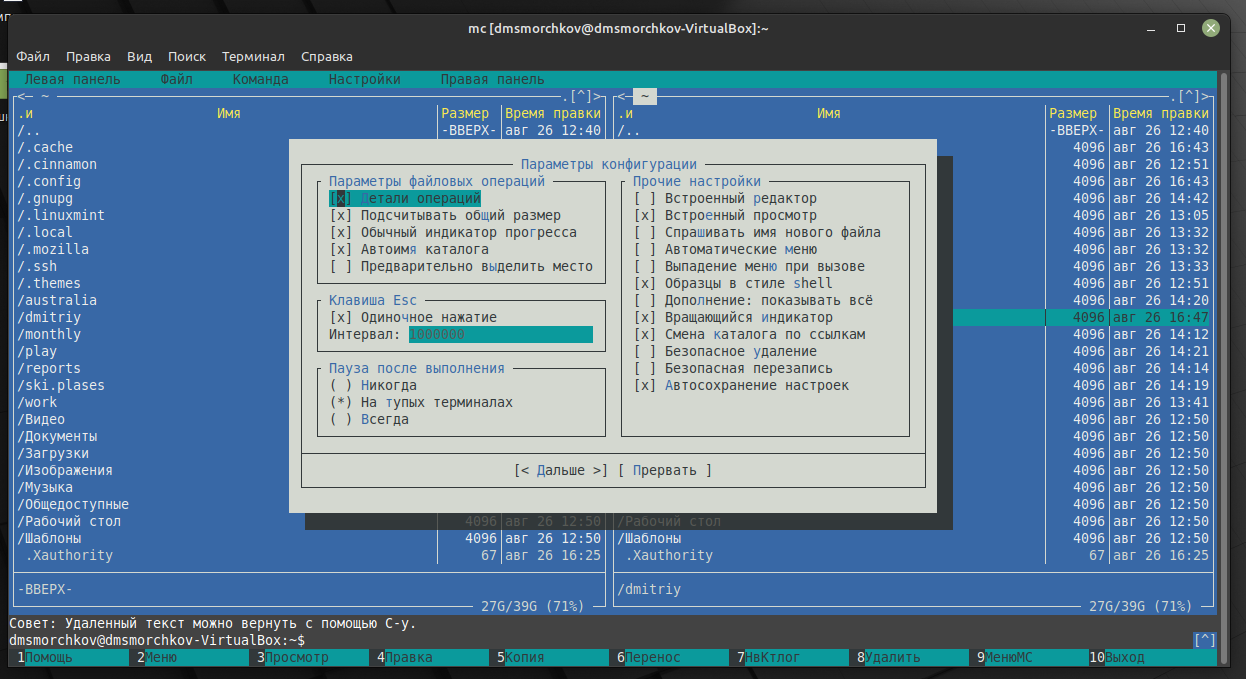 mc [dmsmorchkov@dmsmorchkov-VirtualBox]:~
Файл Правка Вид Поиск Терминал Справка
Левая панель Файл Команда Настройки Правая панель
<— ~ .[^]> <— ~ .[^]>
.и Имя Размер Время правки .и Имя Размер Время правки
/.. -ВВЕРХ- авг 26 12:40 /.. -ВВЕРХ- авг 26 12:40
/.cache 4096 авг 26 16:43
/.cinnamon 4096 авг 26 12:51
/.config 4096 авг 26 16:43
/.gnupg 4096 авг 26 14:42
/.linuxmint 4096 авг 26 13:05
/.local 4096 авг 26 13:32
/.mozilla 4096 авг 26 13:32
/.ssh 4096 авг 26 13:33
/.themes 4096 авг 26 12:51
/australia 4096 авг 26 14:20
/dmitriy 4096 авг 26 16:47
/monthly 4096 авг 26 14:12
/play 4096 авг 26 14:21
/reports 4096 авг 26 14:14
/ski.plases 4096 авг 26 14:19
/work 4096 авг 26 13:41
/Видео 4096 авг 26 12:50
/Документы 4096 авг 26 12:50
/Загрузки 4096 авг 26 12:50
/Изображения 4096 авг 26 12:50
/Музыка 4096 авг 26 12:50
/Общедоступные 4096 авг 26 12:50
/Рабочий стол 4096 авг 26 12:50 /Рабочий стол 4096 авг 26 12:50
/Шаблоны 4096 авг 26 12:50 /Шаблоны 4096 авг 26 12:50
.Xauthority 67 авг 26 16:25 .Xauthority 67 авг 26 16:25
-ВВЕРХ- /dmitriy
27G/39G (71%) 27G/39G (71%)
Параметры конфигурации
Параметры файловых операций
[x] Детали операций
[x] Подсчитывать общий размер
[x] Обычный индикатор прогресса
[x] Автоимя каталога
[ ] Предварительно выделить место
Клавиша Esc
[x] Одиночное нажатие
Интервал: 1000000
Пауза после выполнения
( ) Никогда
(*) На тупых терминалах
( ) Всегда
Прочие настройки
[ ] Встроенный редактор
[x] Встроенный просмотр
[ ] Спрашивать имя нового файла
[ ] Автоматические меню
[ ] Выпадение меню при вызове
[x] Образцы в стиле shell
[ ] Дополнение: показывать всё
[x] Вращающийся индикатор
[x] Смена каталога по ссылкам
[ ] Безопасное удаление
[ ] Безопасная перезапись
[x] Автосохранение настроек
[< Дальше >] [ Прервать ]
Совет: Удаленный текст можно вернуть с помощью C-y.
dmsmorchkov@dmsmorchkov-VirtualBox:~$ [^]
1Помощь 2Меню 3Просмотр 4Правка 5Копия 6Перенос 7НвКтлог 8Удалить 9МенюМС 10Выход